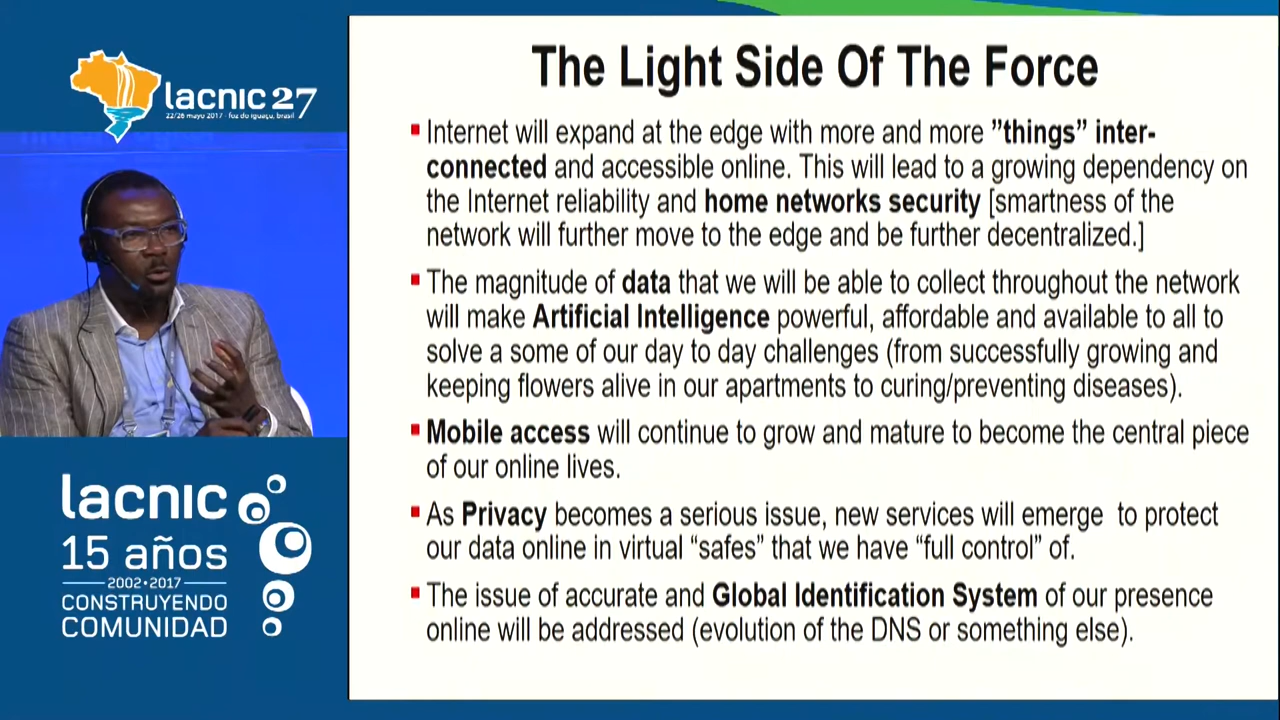 lacnic 27
22/26 mayo 2017 - foz do iguaçu, brasil
The Light Side Of The Force
Internet will expand at the edge with more and more ”things” inter-
connected and accessible online. This will lead to a growing dependency on
the Internet reliability and home networks security [smartness of the
network will further move to the edge and be further decentralized.]
The magnitude of data that we will be able to collect throughout the network
will make Artificial Intelligence powerful, affordable and available to all to
solve a some of our day to day challenges (from successfully growing and
keeping flowers alive in our apartments to curing/preventing diseases).
Mobile access will continue to grow and mature to become the central piece
of our online lives.
As Privacy becomes a serious issue, new services will emerge  to protect
our data online in virtual “safes” that we have “full control” of.
The issue of accurate and Global Identification System of our presence
online will be addressed (evolution of the DNS or something else).
lacnic
15 años
2002•2017
CONSTRUYENDO
COMUNIDAD